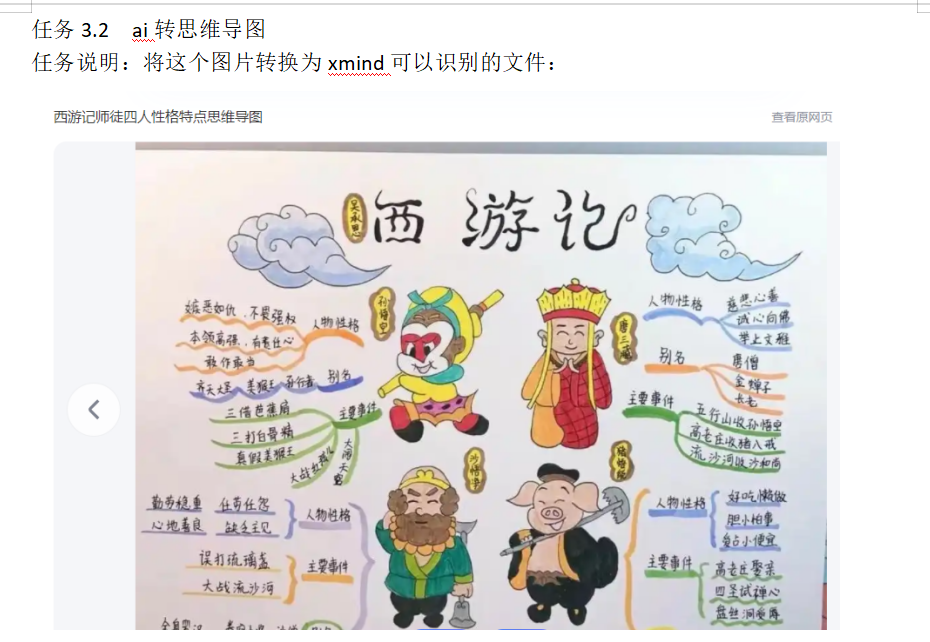 任务 3.2 ai 转思维导图
任务说明：将这个图片转换为 xmind 可以识别的文件：
西游记师徒四人性格特点思维导图
查看原网页
吴承恩
西游记
孙悟空
人物性格
嫉恶如仇，不畏强权
本领高强，有责任心
敢作敢当
别名
齐天大圣 美猴王 孙行者
主要事件
三借芭蕉扇
三打白骨精
真假美猴王
大战红孩儿
大闹天宫
唐三藏
人物性格
慈悲心善
诚心向佛
举止文雅
别名
唐僧
金蝉子
长老
主要事件
五行山收孙悟空
高老庄收猪八戒
流沙河收沙和尚
沙悟净
人物性格
勤劳稳重 任劳任怨
心地善良 缺乏主见
主要事件
误打琉璃盏
大战流沙河
猪悟能
人物性格
好吃懒做
胆小怕事
贪占小便宜
主要事件
高老庄娶亲
四圣试禅心
盘丝洞